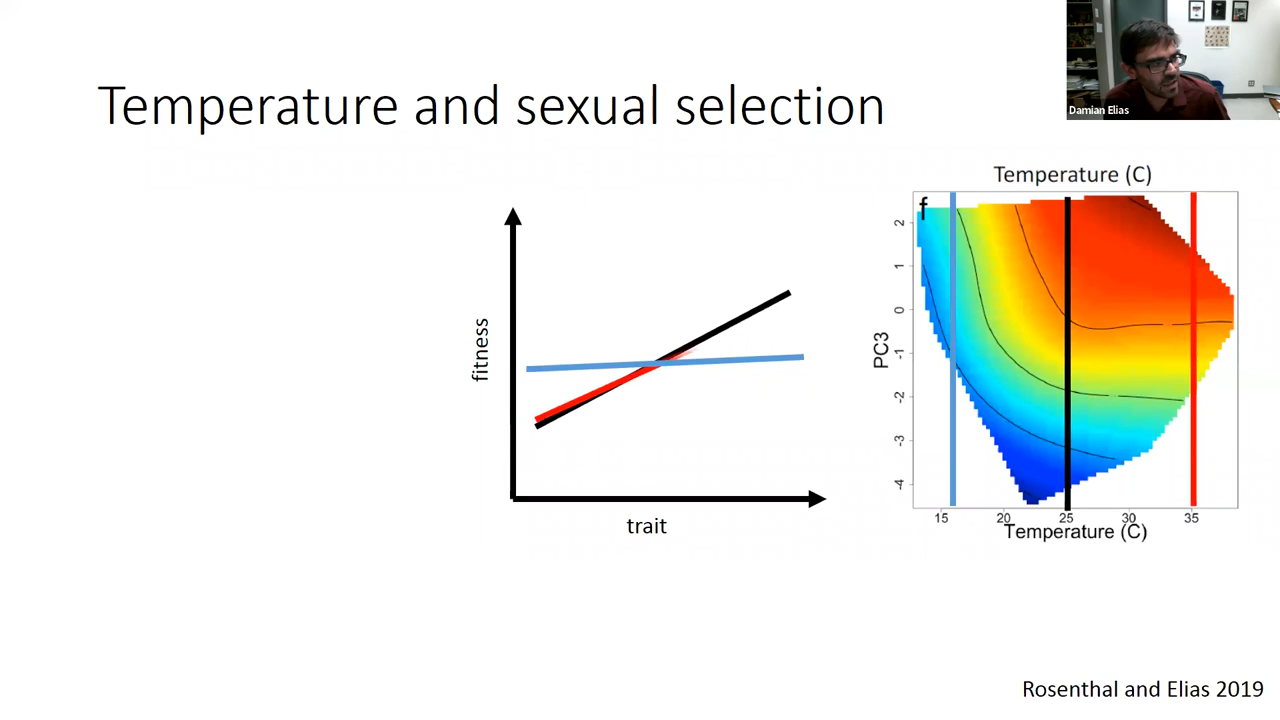 Damian Elias
Temperature and sexual selection
fitness
trait
Temperature (C)
f
PC3
2
1
0
-1
-2
-3
-4
15
20
25
30
35
Temperature (C)
Rosenthal and Elias 2019